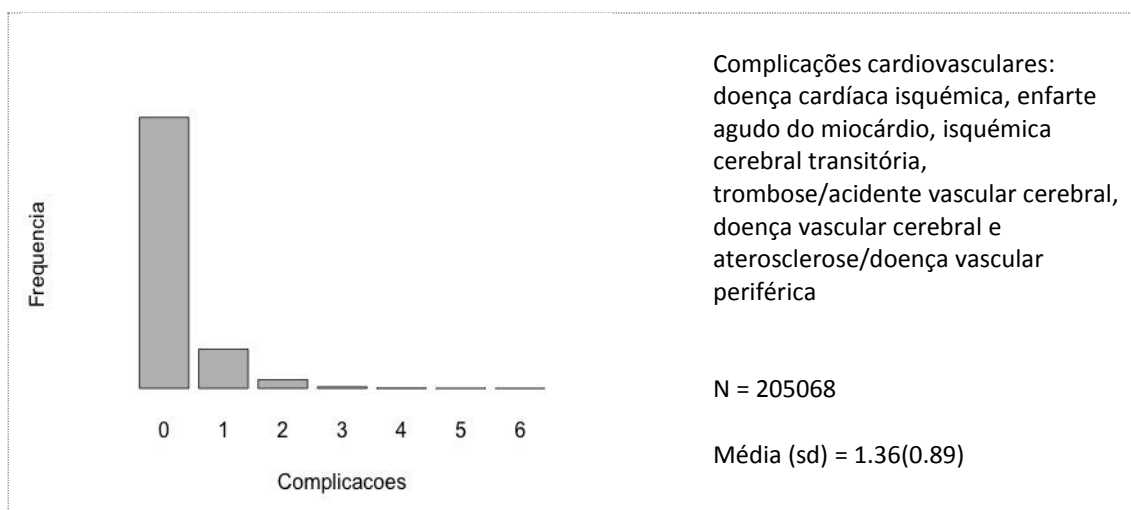 Frequencia
0 1 2 3 4 5 6
Complicacoes
Complicações cardiovasculares:
doença cardíaca isquémica, enfarte
agudo do miocárdio, isquémica
cerebral transitória,
trombose/acidente vascular cerebral,
doença vascular cerebral e
aterosclerose/doença vascular
periférica
N = 205068
Média (sd) = 1.36(0.89)